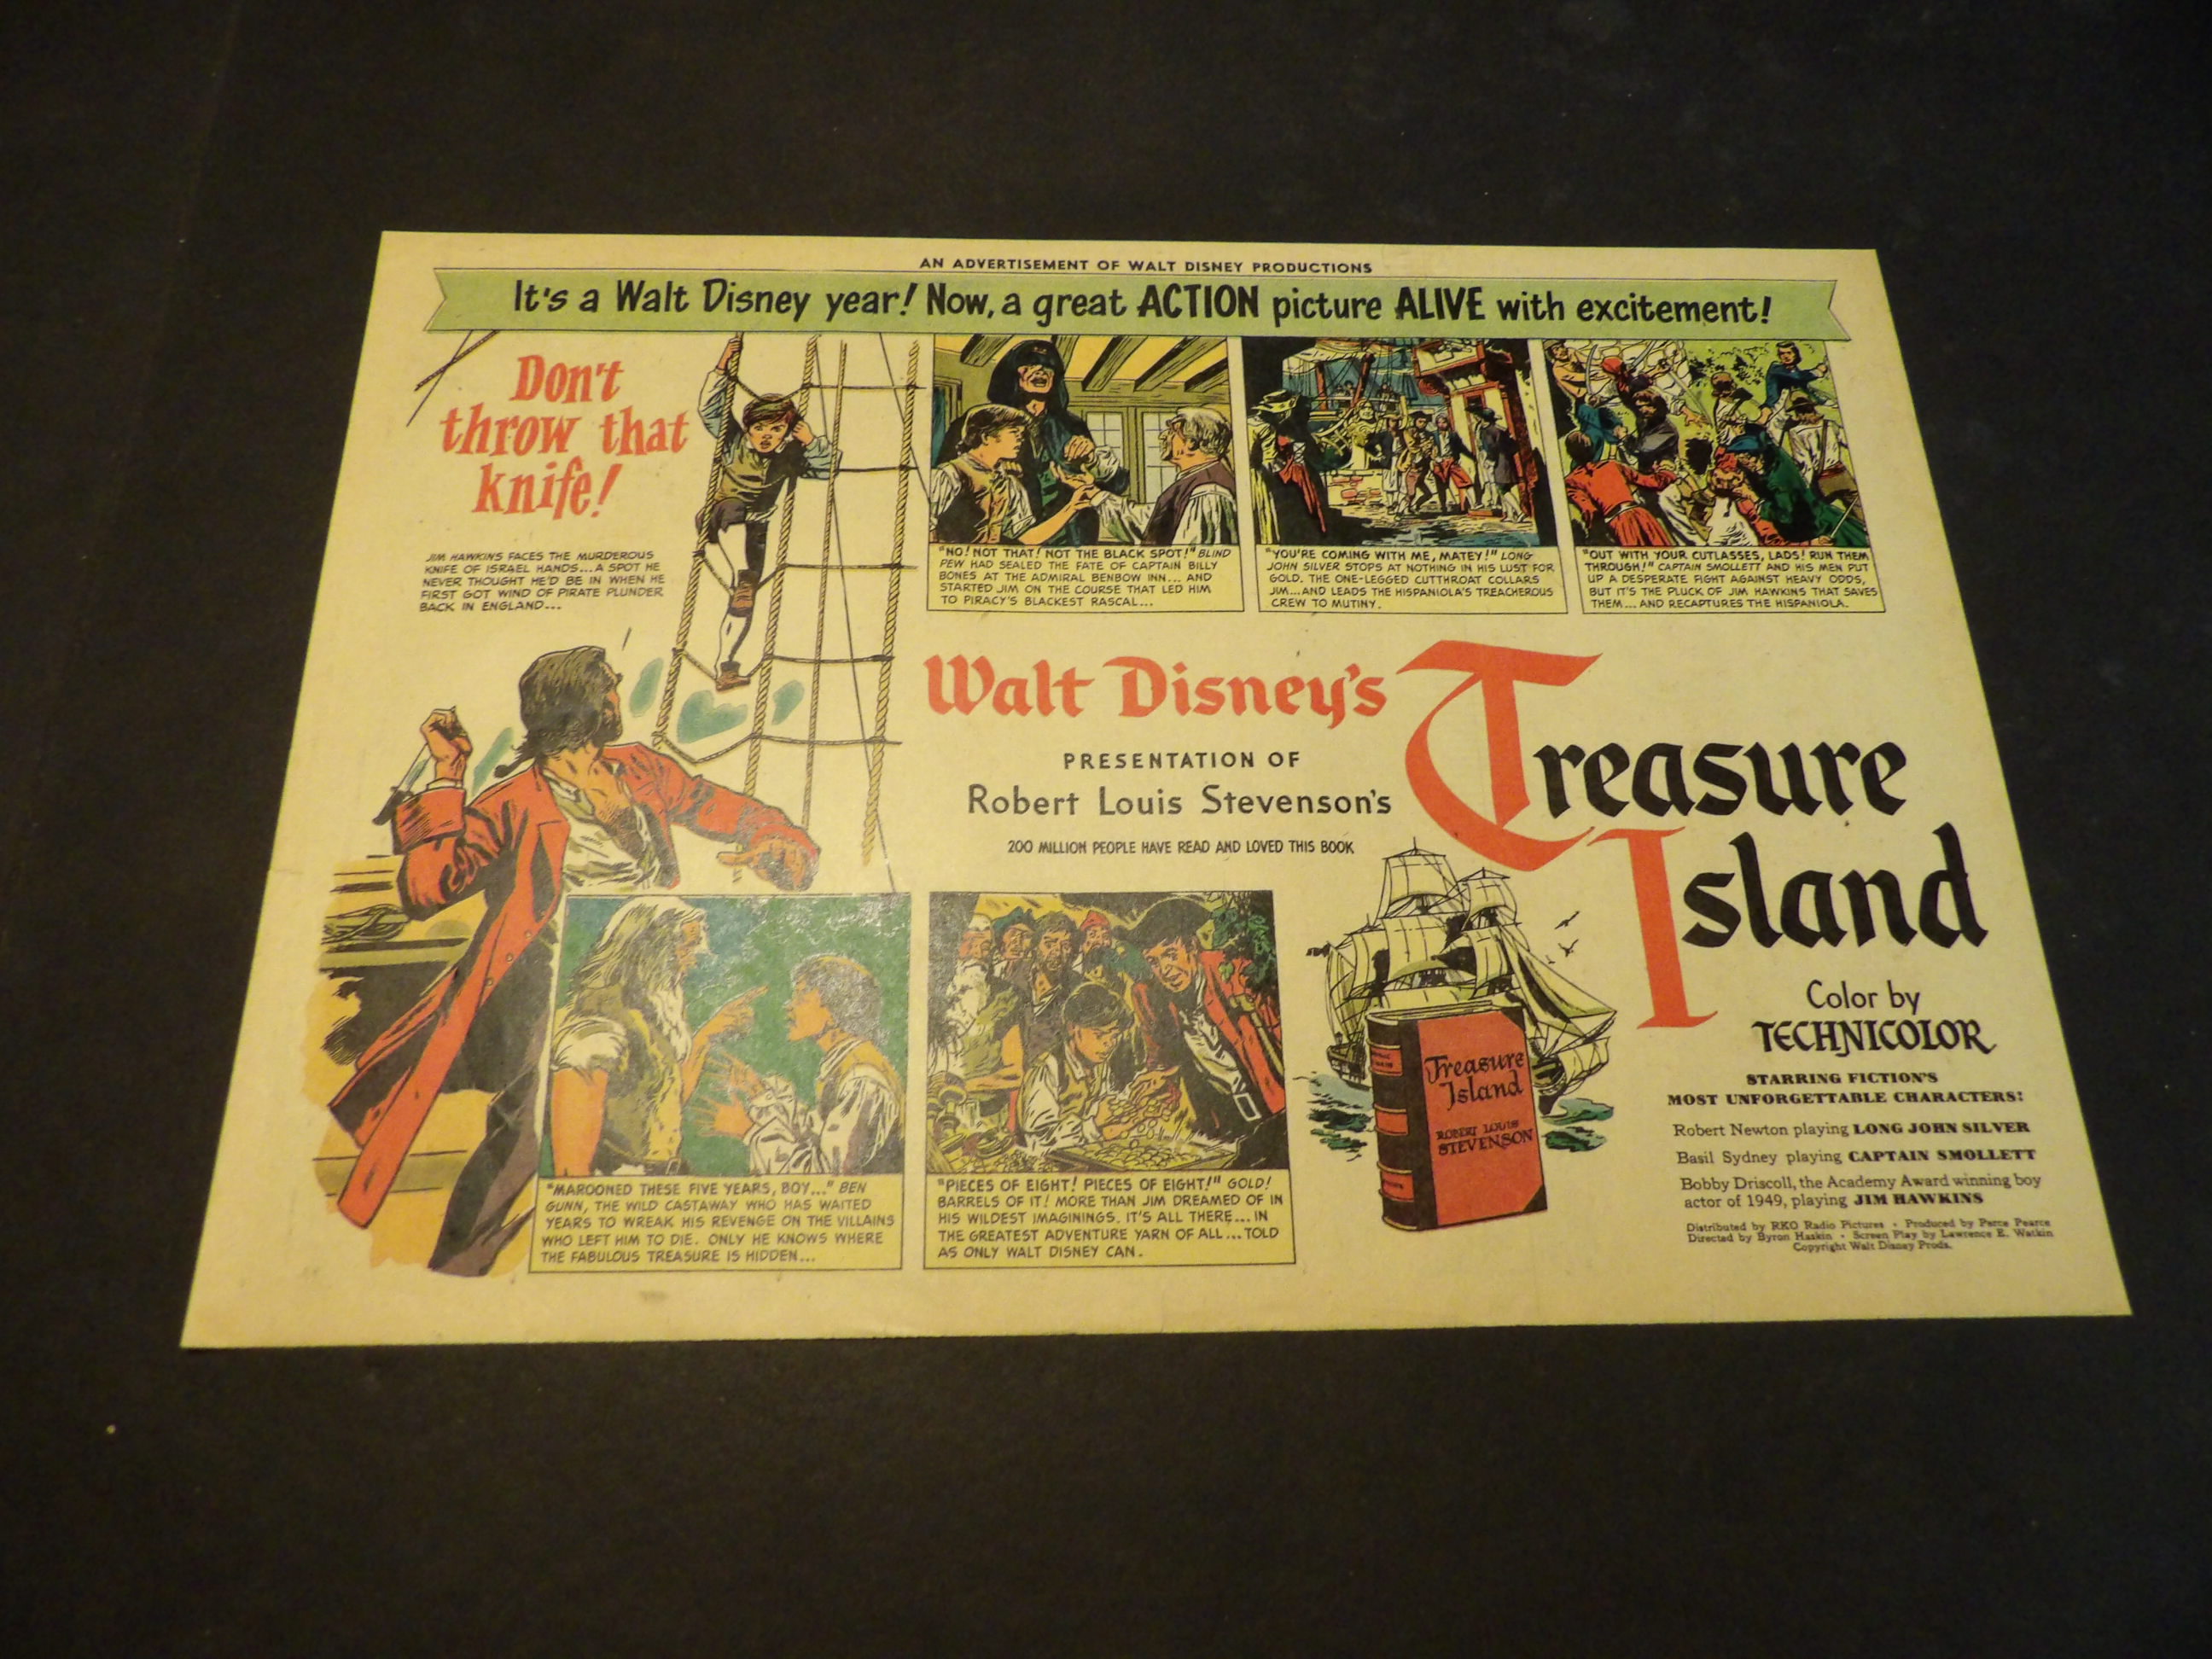 AN ADVERTISEMENT OF WALT DISNEY PRODUCTIONS
It's a Walt Disney year! Now, a great ACTION picture ALIVE with excitement!
Don't
throw that
knife!
JIM HAWKINS FACES THE MURDEROUS
KNIFE OF ISRAEL HANDS...A SPOT HE
NEVER THOUGHT HE'D BE IN WHEN HE
FIRST GOT WIND OF PIRATE PLUNDER
BACK IN ENGLAND...
"NO! NOT THAT! NOT THE BLACK SPOT!" BLIND
PEW HAD SEALED THE FATE OF CAPTAIN BILLY
BONES AT THE ADMIRAL BENBOW INN... AND
STARTED JIM ON THE COURSE THAT LED HIM
TO PIRACY'S BLACKEST RASCAL...
"YOU'RE COMING WITH ME, MATEY!" LONG
JOHN SILVER STOPS AT NOTHING IN HIS LUST FOR
GOLD. THE ONE-LEGGED CUTTHROAT COLLARS
JIM...AND LEADS THE HISPANIOLA'S TREACHEROUS
CREW TO MUTINY.
"OUT WITH YOUR CUTLASSES, LADS! RUN THEM
THROUGH!" CAPTAIN SMOLLETT AND HIS MEN PUT
UP A DESPERATE FIGHT AGAINST HEAVY ODDS,
BUT IT'S THE PLUCK OF JIM HAWKINS THAT SAVES
THEM... AND RECAPTURES THE HISPANIOLA.
Walt Disney's
PRESENTATION OF
Robert Louis Stevenson's
200 MILLION PEOPLE HAVE READ AND LOVED THIS BOOK
Treasure
Island
"MAROONED THESE FIVE YEARS, BOY..." BEN
GUNN, THE WILD CASTAWAY WHO HAS WAITED
YEARS TO WREAK HIS REVENGE ON THE VILLAINS
WHO LEFT HIM TO DIE. ONLY HE KNOWS WHERE
THE FABULOUS TREASURE IS HIDDEN...
"PIECES OF EIGHT! PIECES OF EIGHT!" GOLD!
BARRELS OF IT! MORE THAN JIM DREAMED OF IN
HIS WILDEST IMAGININGS. IT'S ALL THERE... IN
THE GREATEST ADVENTURE YARN OF ALL...TOLD
AS ONLY WALT DISNEY CAN.
Treasure
Island
ROBERT LOUIS
STEVENSON
Color by
TECHNICOLOR
STARRING FICTION'S
MOST UNFORGETTABLE CHARACTERS!
Robert Newton playing LONG JOHN SILVER
Basil Sydney playing CAPTAIN SMOLLETT
Bobby Driscoll, the Academy Award winning boy
actor of 1949, playing JIM HAWKINS
Distributed by RKO Radio Pictures • Produced by Perce Pearce
Directed by Byron Haskin • Screen Play by Lawrence E. Watkin
Copyright Walt Disney Prods.